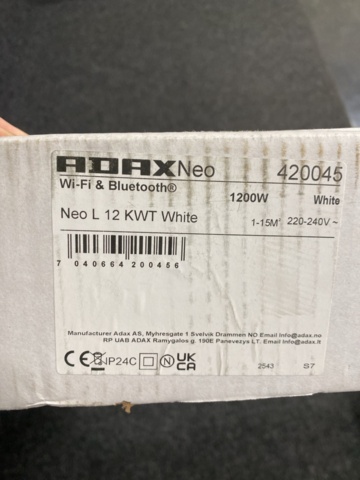 ADAX Neo 420045
Wi-Fi & Bluetooth®
1200W White
Neo L 12 KWT White
1-15M² 220-240V ~
7 040664 200456
Manufacturer Adax AS, Myhresgate 1 Svelvik Drammen NO Email Info@adax.no
RP UAB ADAX Ramygalos g. 190E Panevezys LT Email Info@adax.lt
CE IP24C N UK CA
2543 S7